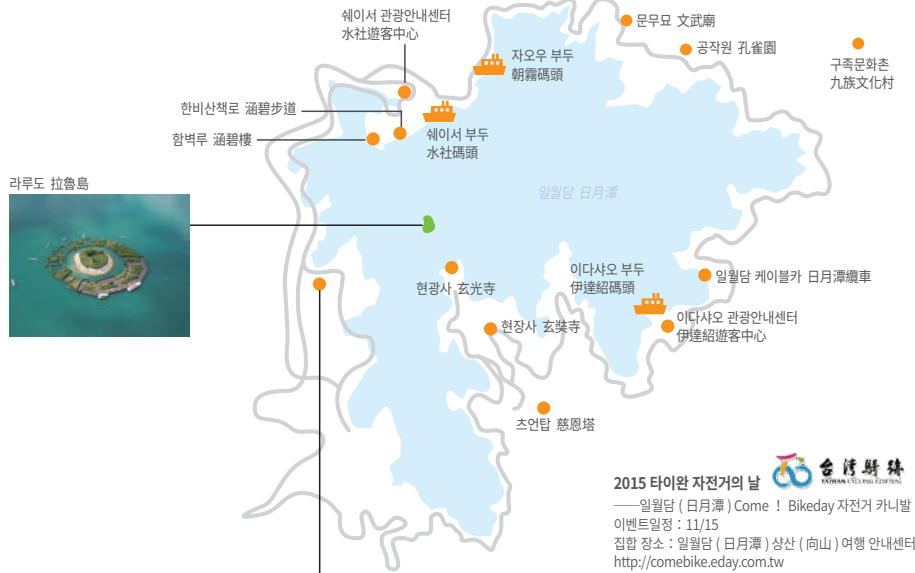 쉐이서 관광안내센터
水社遊客中心
문무묘 文武廟
공작원 孔雀園
구족문화촌
九族文化村
자오우 부두
朝霧碼頭
한비산책로 涵碧步道
쉐이서 부두
水社碼頭
함벽루 涵碧樓
라루도 拉魯島
일월담 日月潭
이다샤오 부두
伊達紹碼頭
일월담 케이블카 日月潭纜車
현광사 玄光寺
이다샤오 관광안내센터
伊達紹遊客中心
현장사 玄奘寺
츠언탑 慈恩塔
2015 타이완 자전거의 날
台灣騎跡
TAIWAN CYCLING FESTIVAL
──일월담 ( 日月潭 ) Come ！ Bikeday 자전거 카니발
이벤트일정：11/15
집합 장소：일월담 ( 日月潭 ) 샹산 ( 向山 ) 여행 안내센터
http://comebike.eday.com.tw